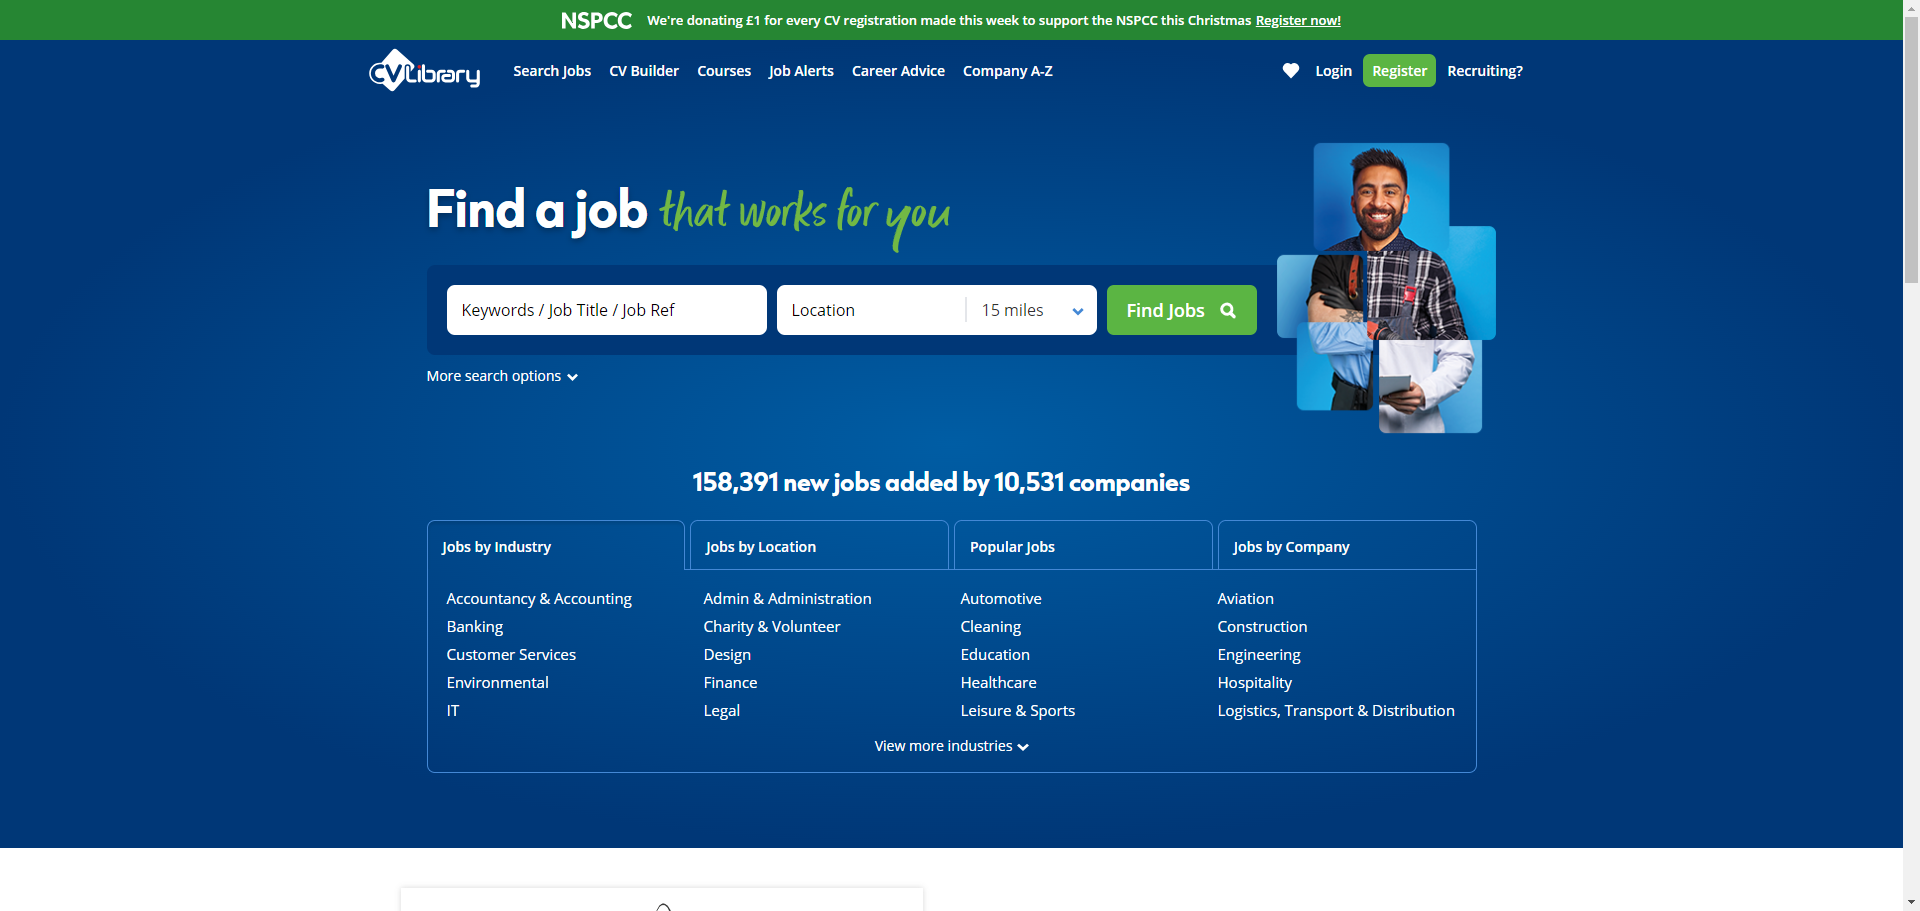 NSPCC We're donating £1 for every CV registration made this week to support the NSPCC this Christmas Register now!
CVLibrary Search Jobs CV Builder Courses Job Alerts Career Advice Company A-Z Login Register Recruiting?
Find a job that works for you
Keywords / Job Title / Job Ref Location 15 miles Find Jobs
More search options
158,391 new jobs added by 10,531 companies
Jobs by Industry Jobs by Location Popular Jobs Jobs by Company
Accountancy & Accounting Admin & Administration Automotive Aviation
Banking Charity & Volunteer Cleaning Construction
Customer Services Design Education Engineering
Environmental Finance Healthcare Hospitality
IT Legal Leisure & Sports Logistics, Transport & Distribution
View more industries